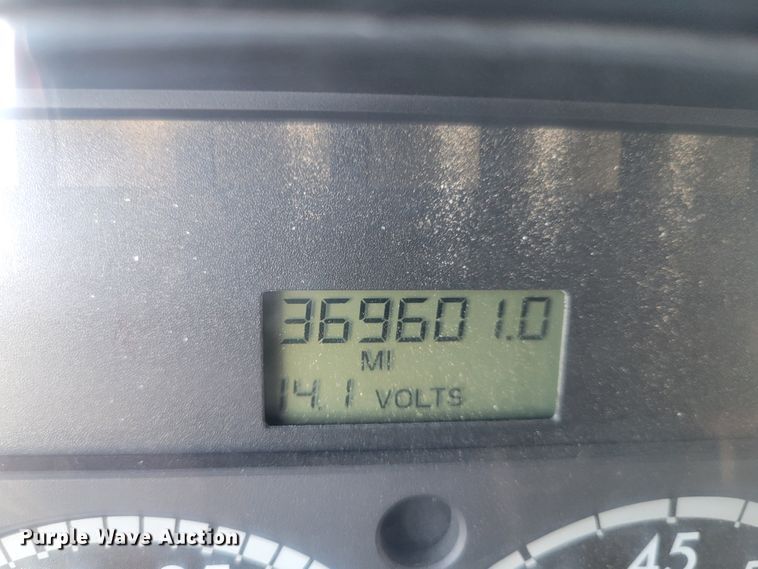 369601.0
MI
14.1 VOLTS
45
Purple Wave Auction